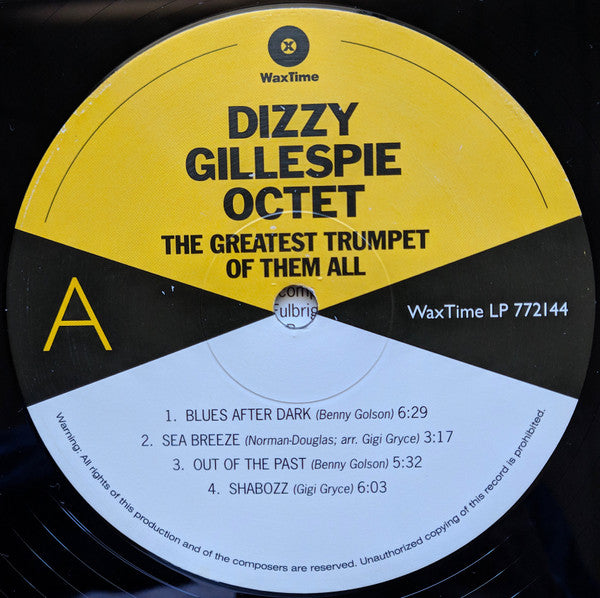 WaxTime
DIZZY
GILLESPIE
OCTET
THE GREATEST TRUMPET
OF THEM ALL
A
WaxTime LP 772144
1. BLUES AFTER DARK (Benny Golson) 6:29
2. SEA BREEZE (Norman-Douglas; arr. Gigi Gryce) 3:17
3. OUT OF THE PAST (Benny Golson) 5:32
4. SHABOZZ (Gigi Gryce) 6:03
Warning: All rights of this production and of the composers are reserved. Unauthorized copying of this record is prohibited.